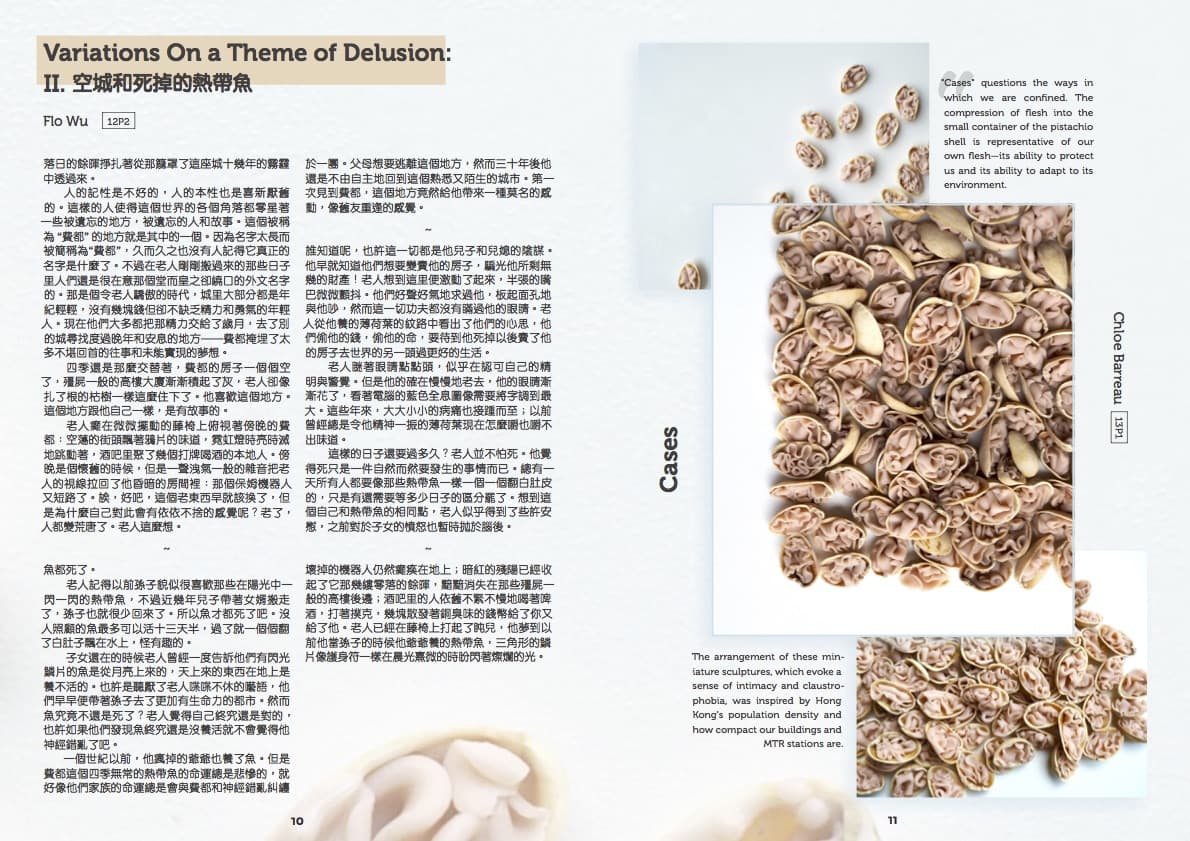 Variations On a Theme of Delusion:
II. 空城和死掉的熱帶魚
Flo Wu 12P2
落日的餘暉掙扎著從那籠罩了這座城十幾年的霧霾
中透過來。
人的記性是不好的，人的本性也是喜新厭舊
的。這樣的人使得這個世界的各個角落都零星著
一些被遺忘的地方，被遺忘的人和故事。這個被稱
為 “費都” 的地方就是其中的一個。因為名字太長而
被簡稱為“費都”，久而久之也沒有人記得它真正的
名字是什麼了。不過在老人剛剛搬過來的那些日子
里人們還是很在意那個堂而皇之卻繞口的外文名字
的。那是個令老人驕傲的時代，城里大部分都是年
紀輕輕，沒有幾塊錢但卻不缺乏精力和勇氣的年輕
人。現在他們大多都把那精力交給了歲月，去了別
的城尋找度過晚年和安息的地方——費都掩埋了太
多不堪回首的往事和未能實現的夢想。
四季還是那麼交替著，費都的房子一個個空
了，殭屍一般的高樓大廈漸漸積起了灰，老人卻像
扎了根的枯樹一樣這麼住下了。他喜歡這個地方。
這個地方跟他自己一樣，是有故事的。
老人癱在微微擺動的藤椅上俯視著傍晚的費
都：空蕩的街頭飄著鴉片的味道，霓虹燈時亮時滅
地跳動著，酒吧里聚了幾個打牌喝酒的本地人。傍
晚是個懷舊的時候，但是一聲洩氣一般的雜音把老
人的視線拉回了他昏暗的房間裡：那個保姆機器人
又短路了。誒，好吧，這個老東西早就該換了，但
是為什麼自己對此會有依依不捨的感覺呢？老了，
人都變荒唐了。老人這麼想。
~
魚都死了。
老人記得以前孫子貌似很喜歡那些在陽光中一
閃一閃的熱帶魚，不過近幾年兒子帶著女婿搬走
了，孫子也就很少回來了。所以魚才都死了吧。沒
人照顧的魚最多可以活十三天半，過了就一個個翻
了白肚子飄在水上，怪有趣的。
子女還在的時候老人曾經一度告訴他們有閃光
鱗片的魚是從月亮上來的，天上來的東西在地上是
養不活的。也許是聽厭了老人喋喋不休的囈語，他
們早早便帶著孫子去了更加有生命力的都市。然而
魚究竟不還是死了？老人覺得自己終究還是對的，
也許如果他們發現魚終究還是沒養活就不會覺得他
神經錯亂了吧。
一個世紀以前，他瘋掉的爺爺也養了魚。但是
費都這個四季無常的熱帶魚的命運總是悲慘的，就
好像他們家族的命運總是會與費都和神經錯亂糾纏
於一團。父母想要逃離這個地方，然而三十年後他
還是不由自主地回到這個熟悉又陌生的城市。第一
次見到費都，這個地方竟然給他帶來一種莫名的感
動，像舊友重逢的感覺。
~
誰知道呢，也許這一切都是他兒子和兒媳的陰謀。
他早就知道他們想要變賣他的房子，騙光他所剩無
幾的財產！老人想到這里便激動了起來，半張的嘴
巴微微顫抖。他們好聲好氣地求過他，板起面孔地
與他吵，然而這一切功夫都沒有瞞過他的眼睛。老
人從他養的薄荷葉的紋路中看出了他們的心思，他
們偷他的錢，偷他的命，要待到他死掉以後賣了他
的房子去世界的另一頭過更好的生活。
老人瞇著眼睛點點頭，似乎在認可自己的精
明與警覺。但是他的確在慢慢地老去，他的眼睛漸
漸花了，看著電腦的藍色全息圖像需要將字調到最
大。這些年來，大大小小的病痛也接踵而至；以前
曾經總是令他精神一振的薄荷葉現在怎麼嚼也嚼不
出味道。
這樣的日子還要過多久？老人並不怕死。他覺
得死只是一件自然而然要發生的事情而已。總有一
天所有人都要像那些熱帶魚一樣一個一個翻白肚皮
的，只是有還需要等多少日子的區分罷了。想到這
個自己和熱帶魚的相同點，老人似乎得到了些許安
慰，之前對於子女的憤怒也暫時拋於腦後。
~
壞掉的機器人仍然癱瘓在地上；暗紅的殘陽已經收
起了它那幾縷零落的餘暉，黯黯消失在那些殭屍一
般的高樓後邊；酒吧里的人依舊不緊不慢地喝著啤
酒，打著撲克，幾塊散發著銅臭味的錢幣給了你又
給了他。老人已經在藤椅上打起了盹兒，他夢到以
前他當孫子的時候他爺爺養的熱帶魚，三角形的鱗
片像護身符一樣在晨光熹微的時盼閃著燦爛的光。
10
Cases
"Cases" questions the ways in
which we are confined. The
compression of flesh into the
small container of the pistachio
shell is representative of our
own flesh—its ability to protect
us and its ability to adapt to its
environment.
Chloe Barreau 13P1
The arrangement of these min-
iature sculptures, which evoke a
sense of intimacy and claustro-
phobia, was inspired by Hong
Kong's population density and
how compact our buildings and
MTR stations are.
11